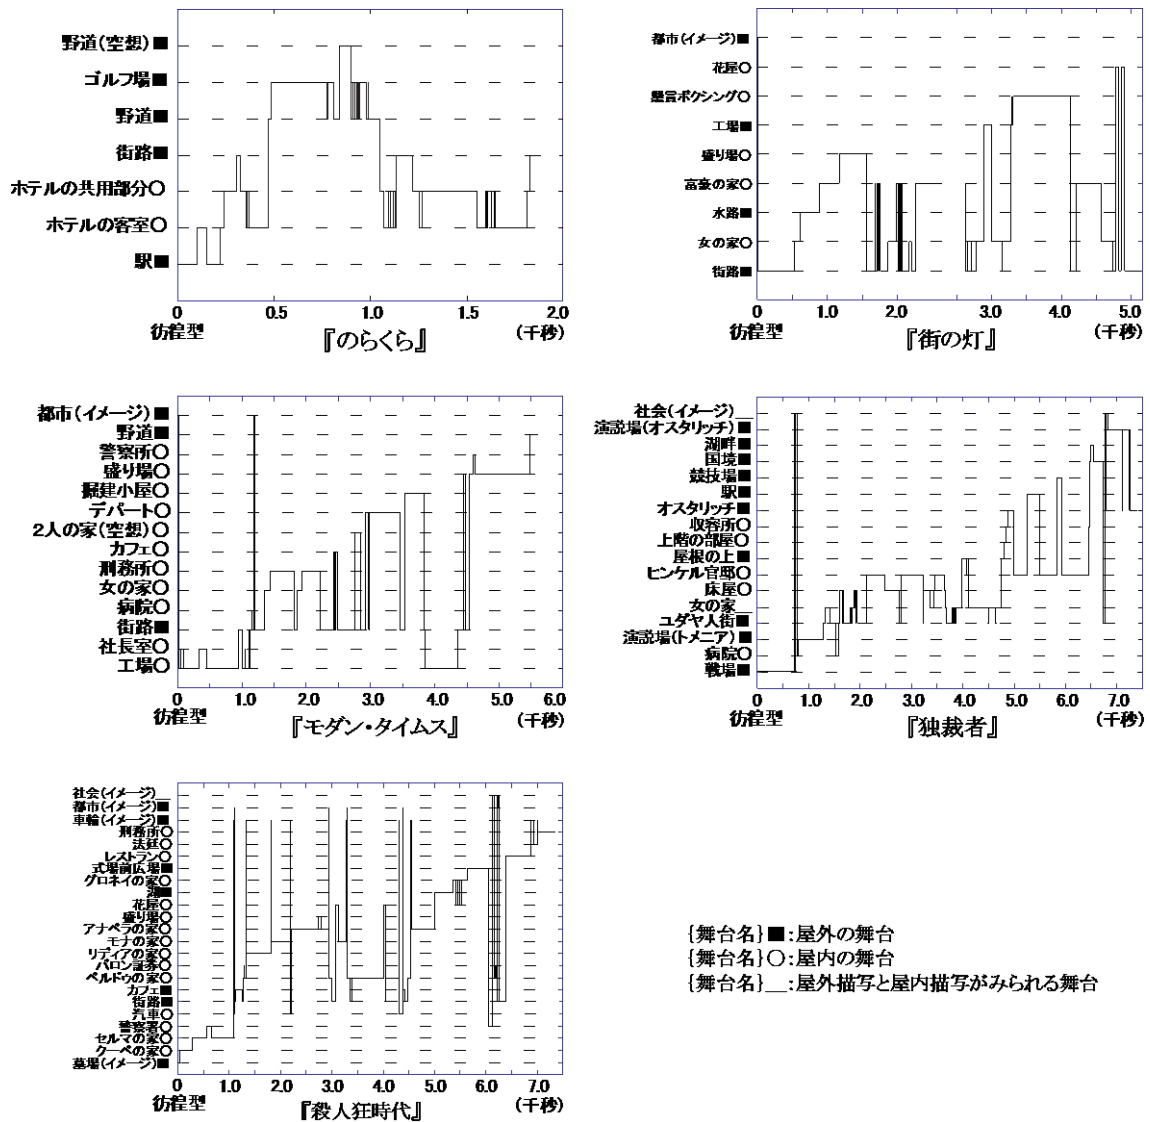 野道(空想)■
ゴルフ場■
野道■
街路■
ホテルの共用部分○
ホテルの客室○
駅■
0 0.5 1.0 1.5 2.0
彷徨型 (千秒)
『のらくら』
都市(イメージ)■
花屋○
懸賞ボクシング○
工場■
盛り場○
富豪の家○
水路■
女の家○
街路■
0 1.0 2.0 3.0 4.0 5.0
彷徨型 (千秒)
『街の灯』
都市(イメージ)■
野道■
警察所○
盛り場○
掘建小屋○
デパート○
2人の家(空想)○
カフェ○
刑務所○
女の家○
病院○
街路■
社長室○
工場○
0 1.0 2.0 3.0 4.0 5.0 6.0
彷徨型 (千秒)
『モダン・タイムス』
社会(イメージ)__
演説場(オスタリッチ)■
湖畔■
国境■
競技場■
駅■
オスタリッチ■
収容所○
上階の部屋○
屋根の上■
ヒンケル官邸○
床屋○
女の家__
ユダヤ人街■
演説場(トメニア)■
病院○
戦場■
0 1.0 2.0 3.0 4.0 5.0 6.0 7.0
彷徨型 (千秒)
『独裁者』
社会(イメージ)__
都市(イメージ)■
車輪(イメージ)■
刑務所○
法廷○
レストラン○
式場前広場■
グロネイの家○
湖■
花屋○
盛り場○
アナベラの家○
モナの家○
リディアの家○
バロン証券○
ベルドゥの家○
カフェ■
街路■
汽車○
警察署○
セルマの家○
クーベの家○
墓場(イメージ)■
0 1.0 2.0 3.0 4.0 5.0 6.0 7.0
彷徨型 (千秒)
『殺人狂時代』
{舞台名}■:屋外の舞台
{舞台名}○:屋内の舞台
{舞台名}__:屋外描写と屋内描写がみられる舞台